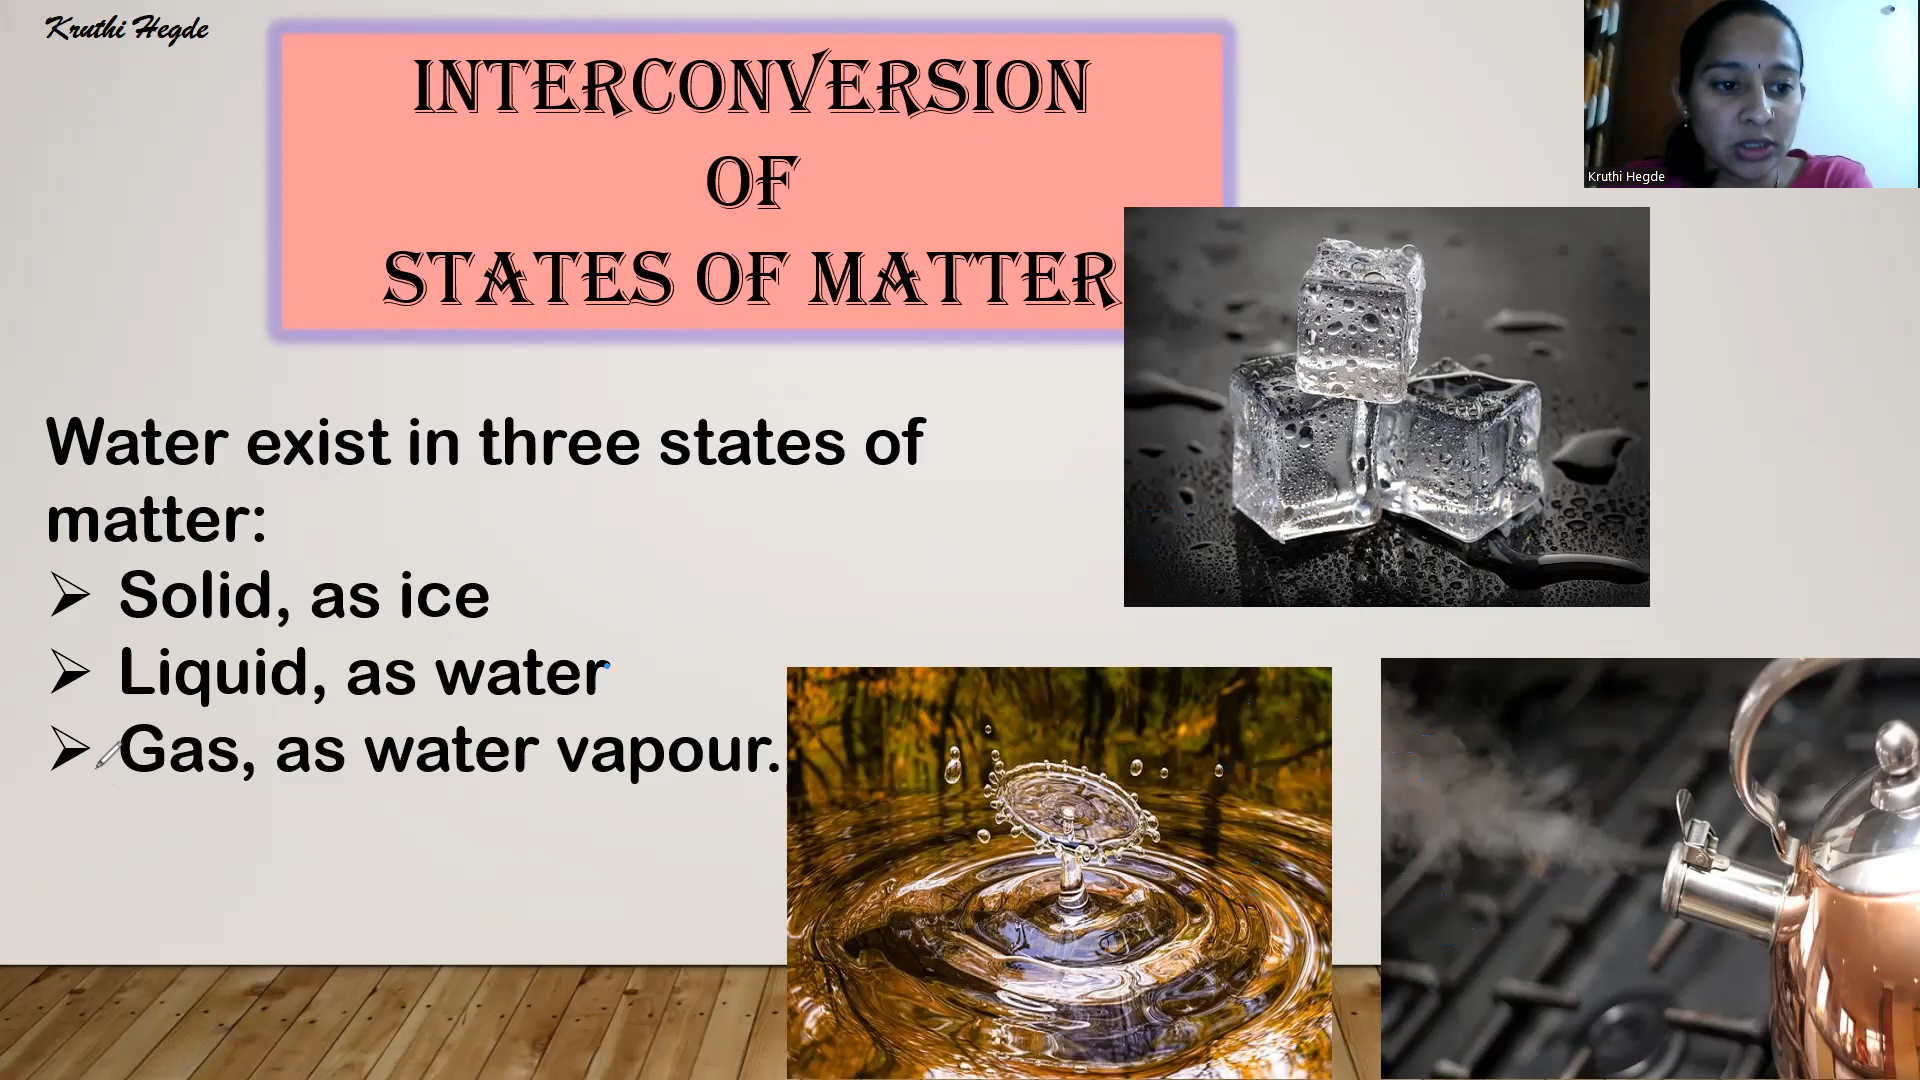 Kruthi Hegde
INTERCONVERSION
OF
STATES OF MATTER
Kruthi Hegde
Water exist in three states of
matter:
Solid, as ice
Liquid, as water
Gas, as water vapour.